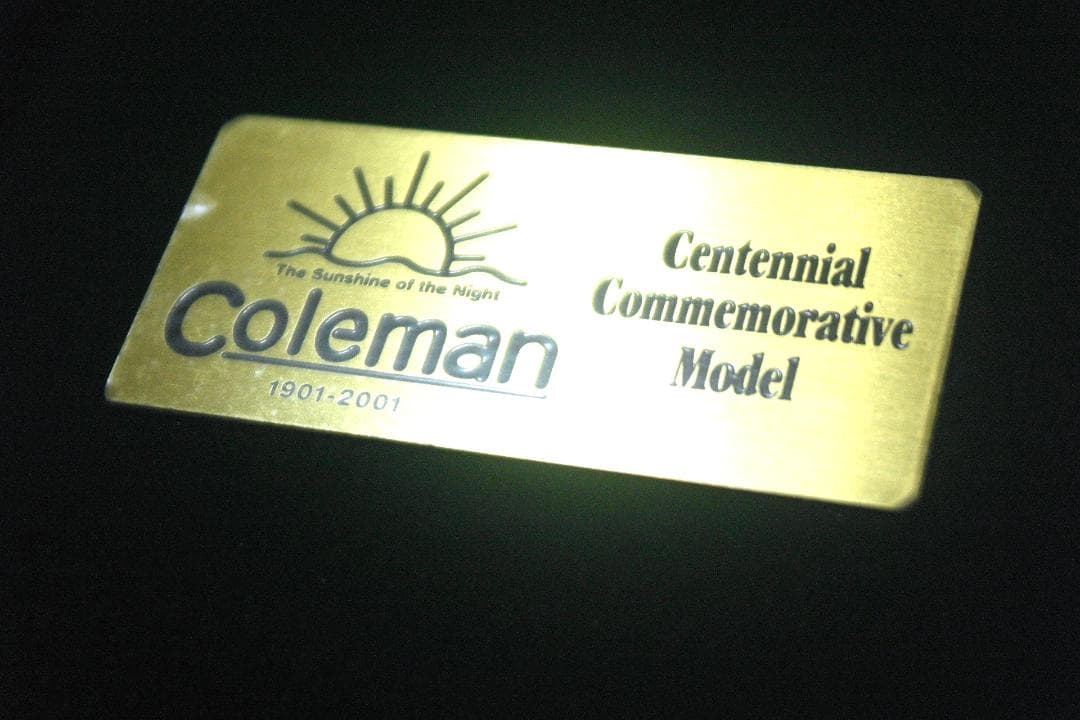 The Sunshine of the Night
Coleman
1901-2001
Centennial
Commemorative
Model